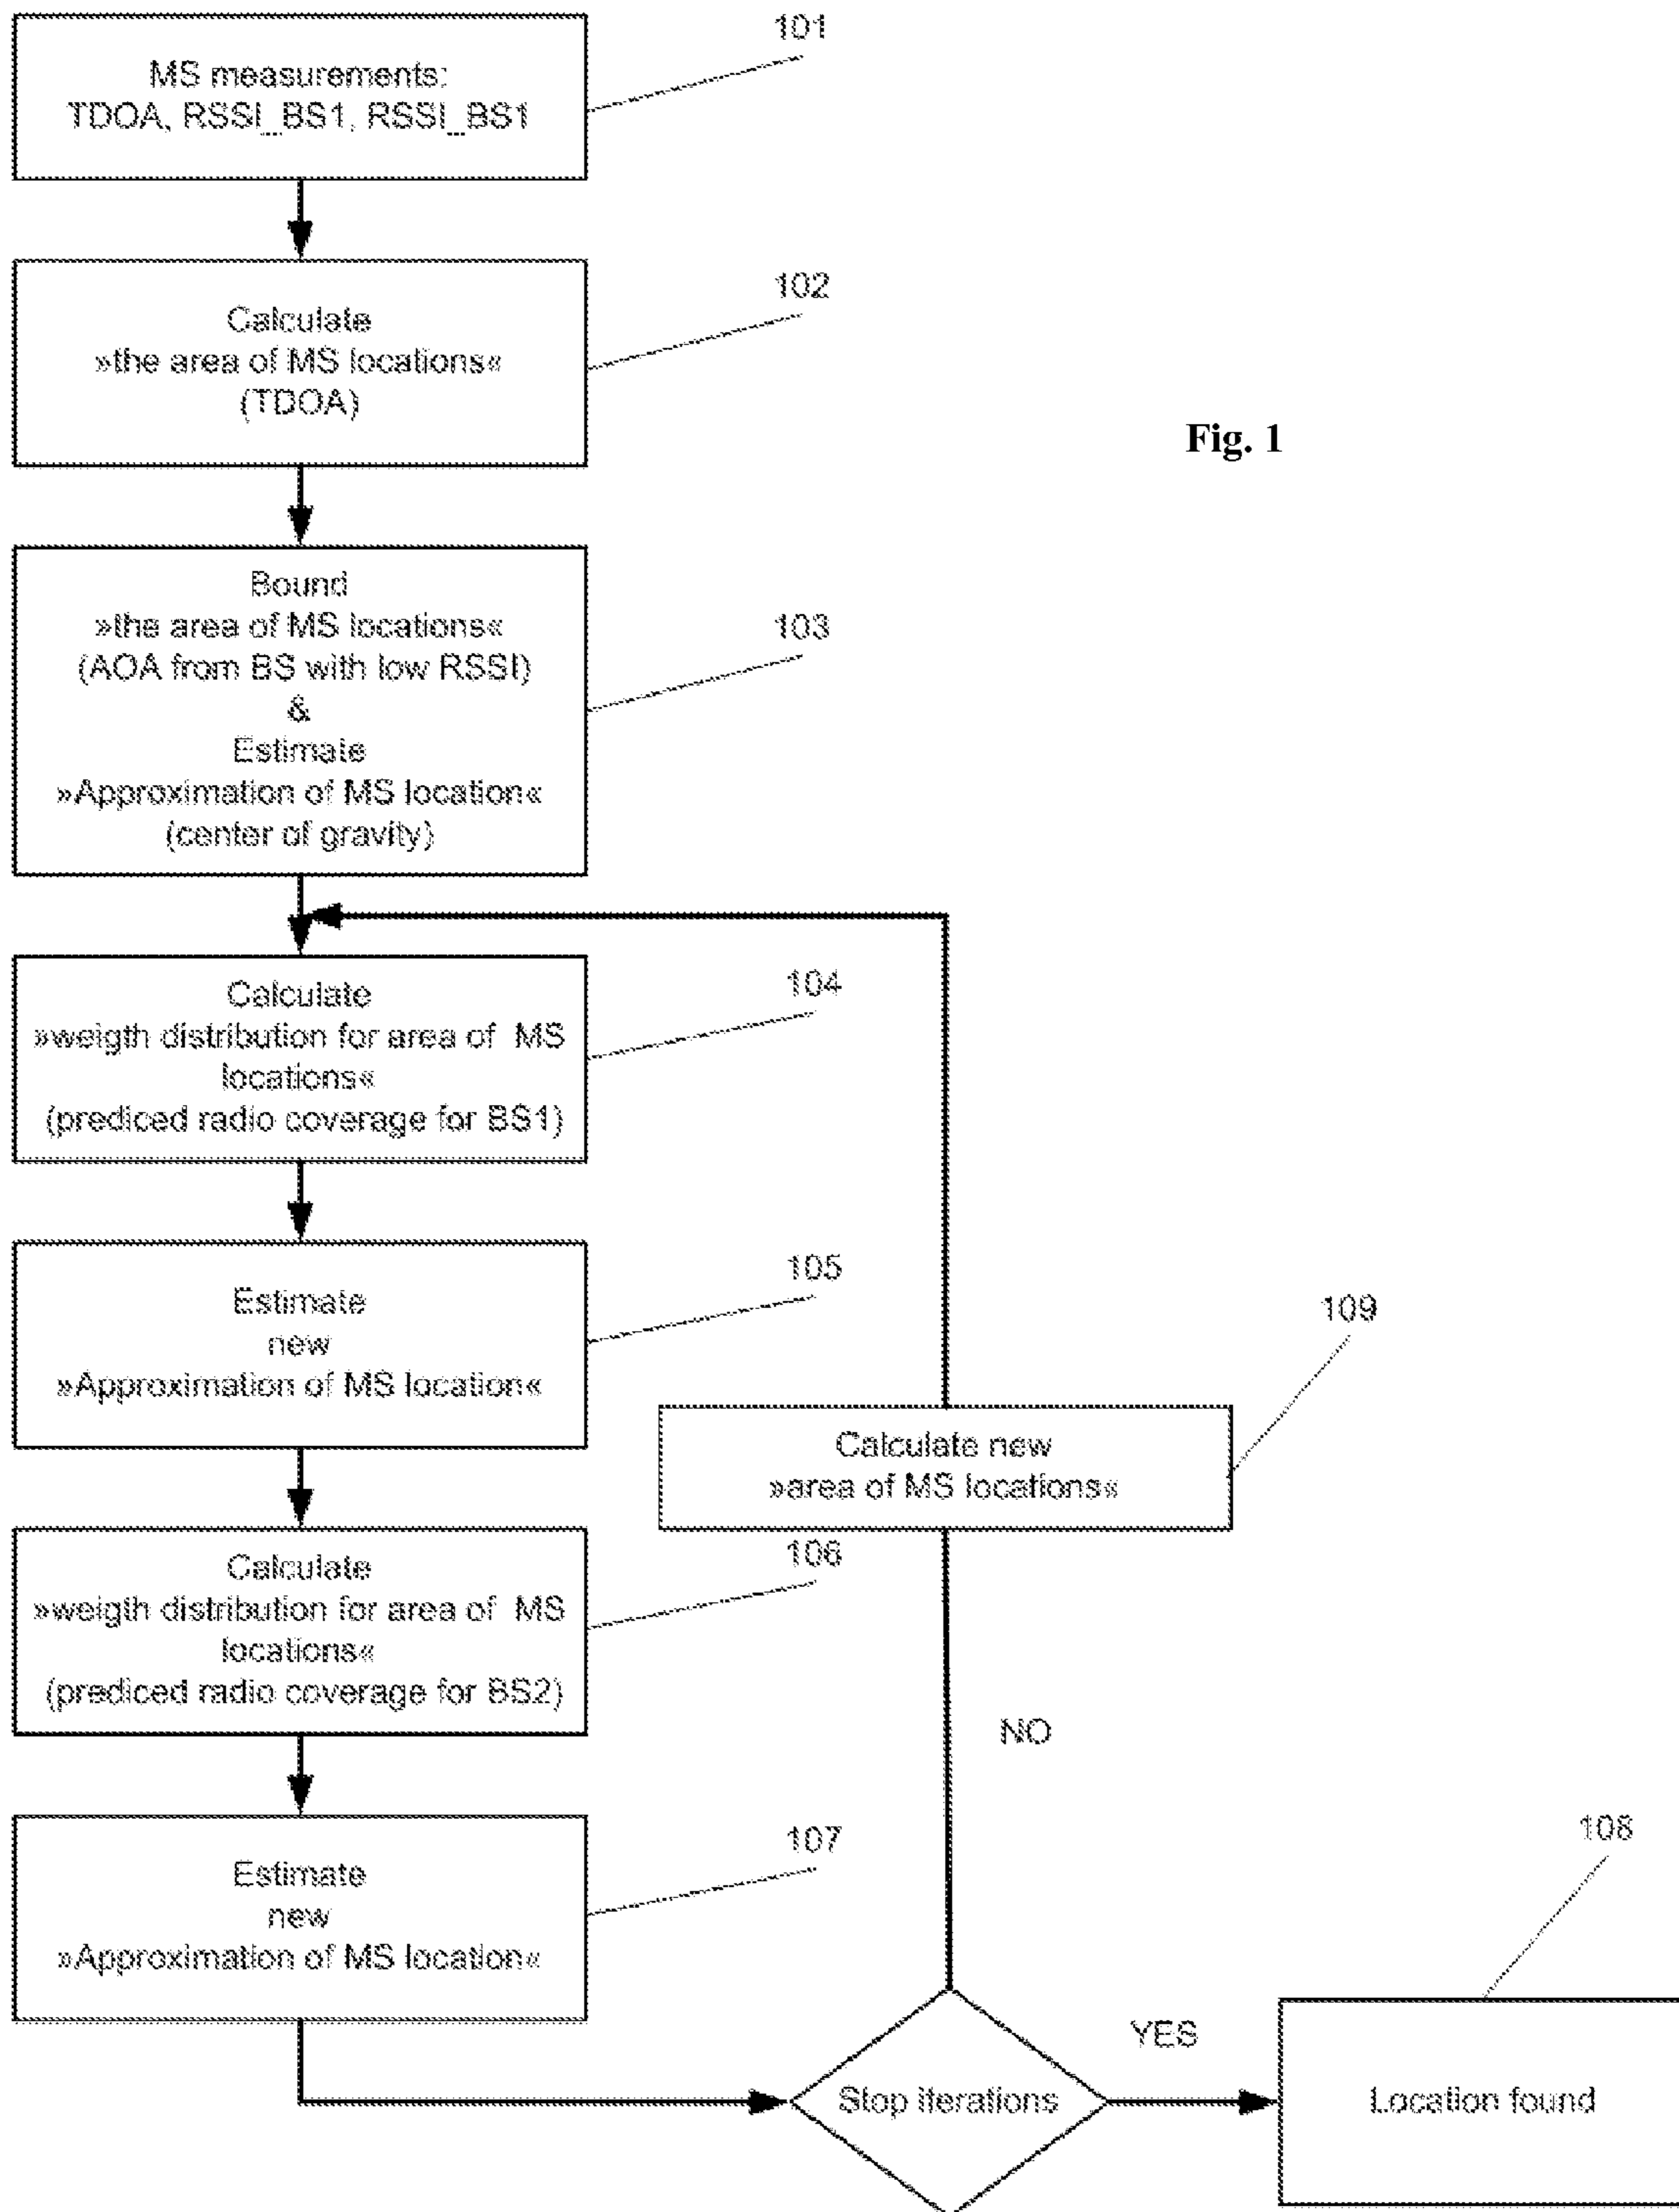 101
MS measurements:
TDOA, RSSI_BS1, RSSI_BS1
102
Calculate
»the area of MS locations«
(TDOA)
Fig. 1
Bound
»the area of MS locations«
(AOA from BS with low RSSI)
&
Estimate
»Approximation of MS location«
(center of gravity)
103
104
Calculate
»weigth distribution for area of MS
locations«
(prediced radio coverage for BS1)
105
Estimate
new
»Approximation of MS location«
109
Calculate new
»area of MS locations«
106
Calculate
»weigth distribution for area of MS
locations«
(prediced radio coverage for BS2)
NO
107
Estimate
new
»Approximation of MS location«
108
YES
Stop iterations
Location found